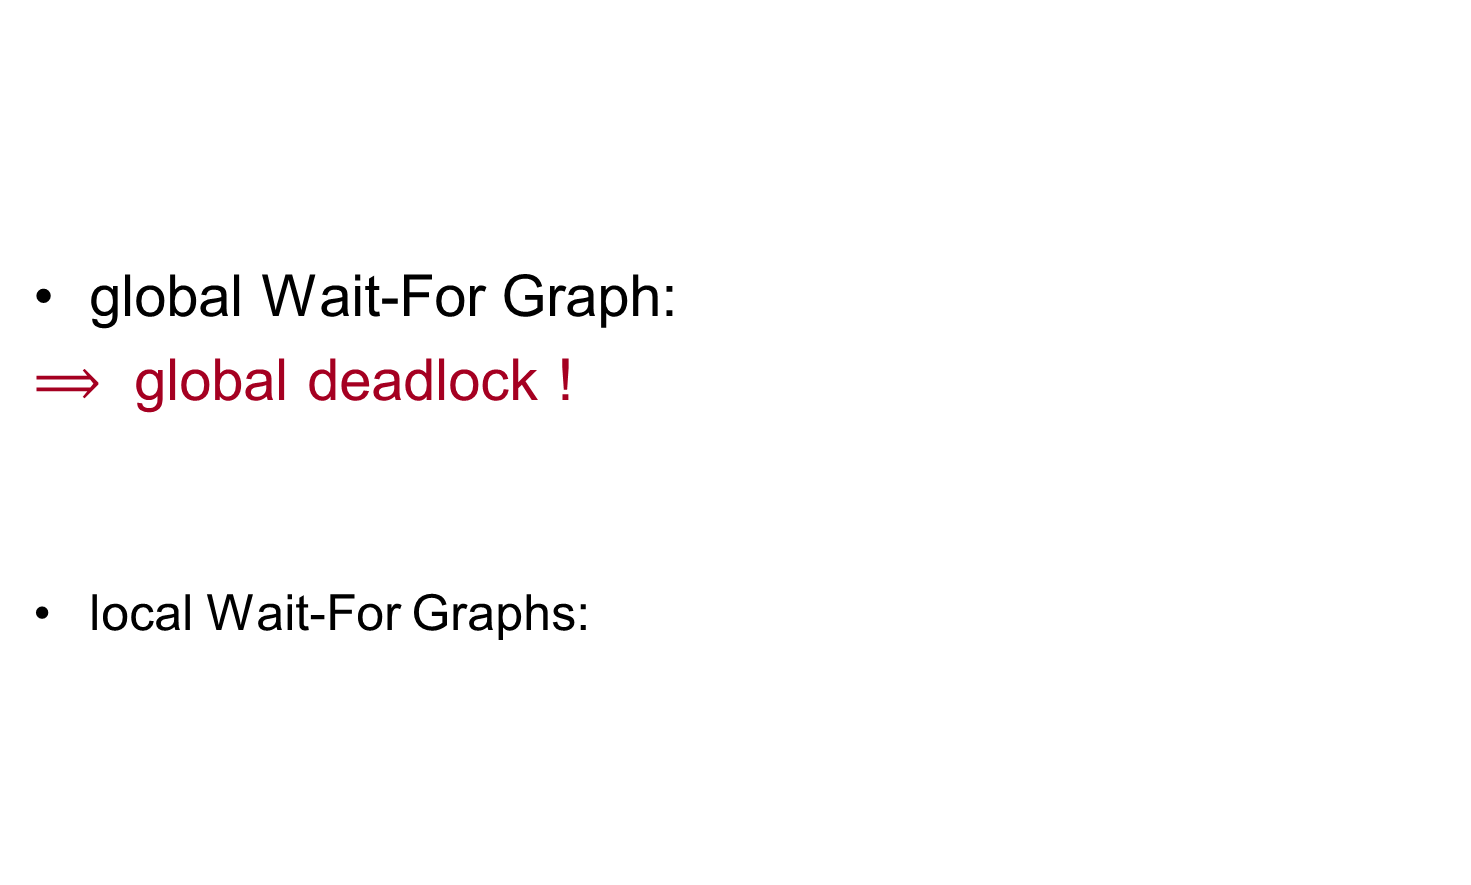 • global Wait-For Graph:
⟹ global deadlock !
• local Wait-For Graphs: